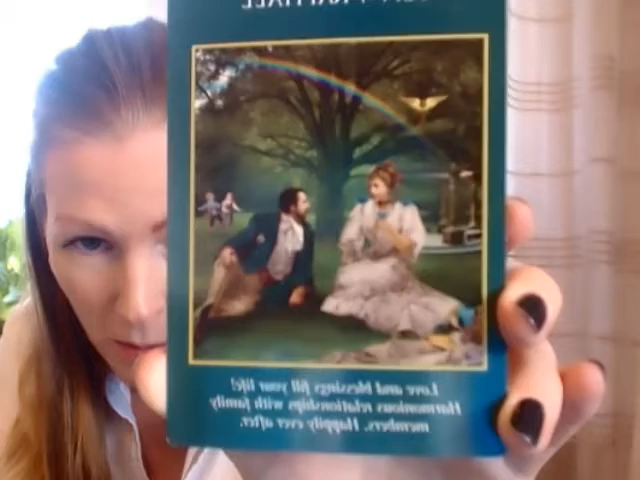 Love and blessings fill your life!
Harmonious relationships with family
members. Happily ever after.